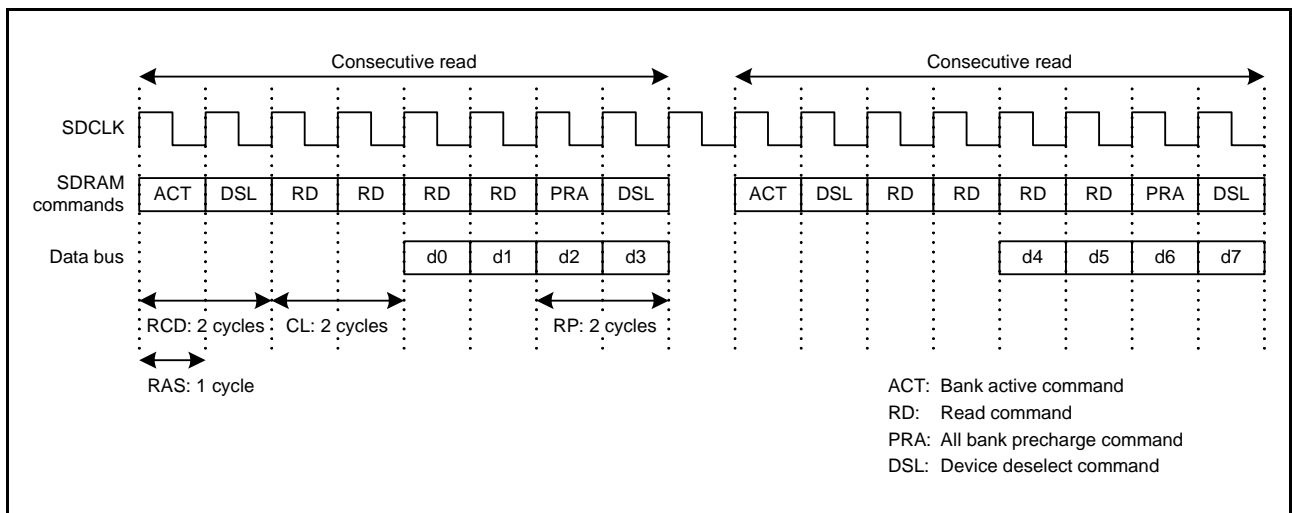 Consecutive read Consecutive read
SDCLK
SDRAM
commands
ACT DSL RD RD RD RD PRA DSL ACT DSL RD RD RD RD PRA DSL
Data bus d0 d1 d2 d3 d4 d5 d6 d7
RCD: 2 cycles CL: 2 cycles RP: 2 cycles
RAS: 1 cycle
ACT: Bank active command
RD: Read command
PRA: All bank precharge command
DSL: Device deselect command